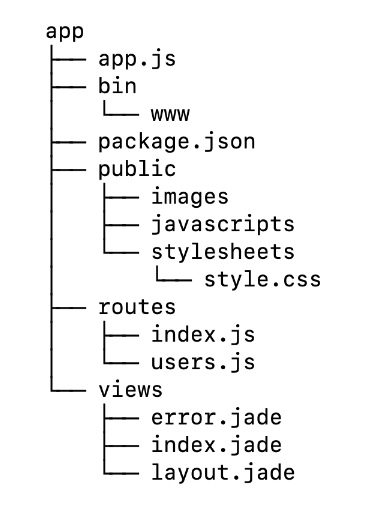 app
├── app.js
├── bin
│   └── www
├── package.json
├── public
│   ├── images
│   ├── javascripts
│   └── stylesheets
│       └── style.css
├── routes
│   ├── index.js
│   └── users.js
└── views
    ├── error.jade
    ├── index.jade
    └── layout.jade